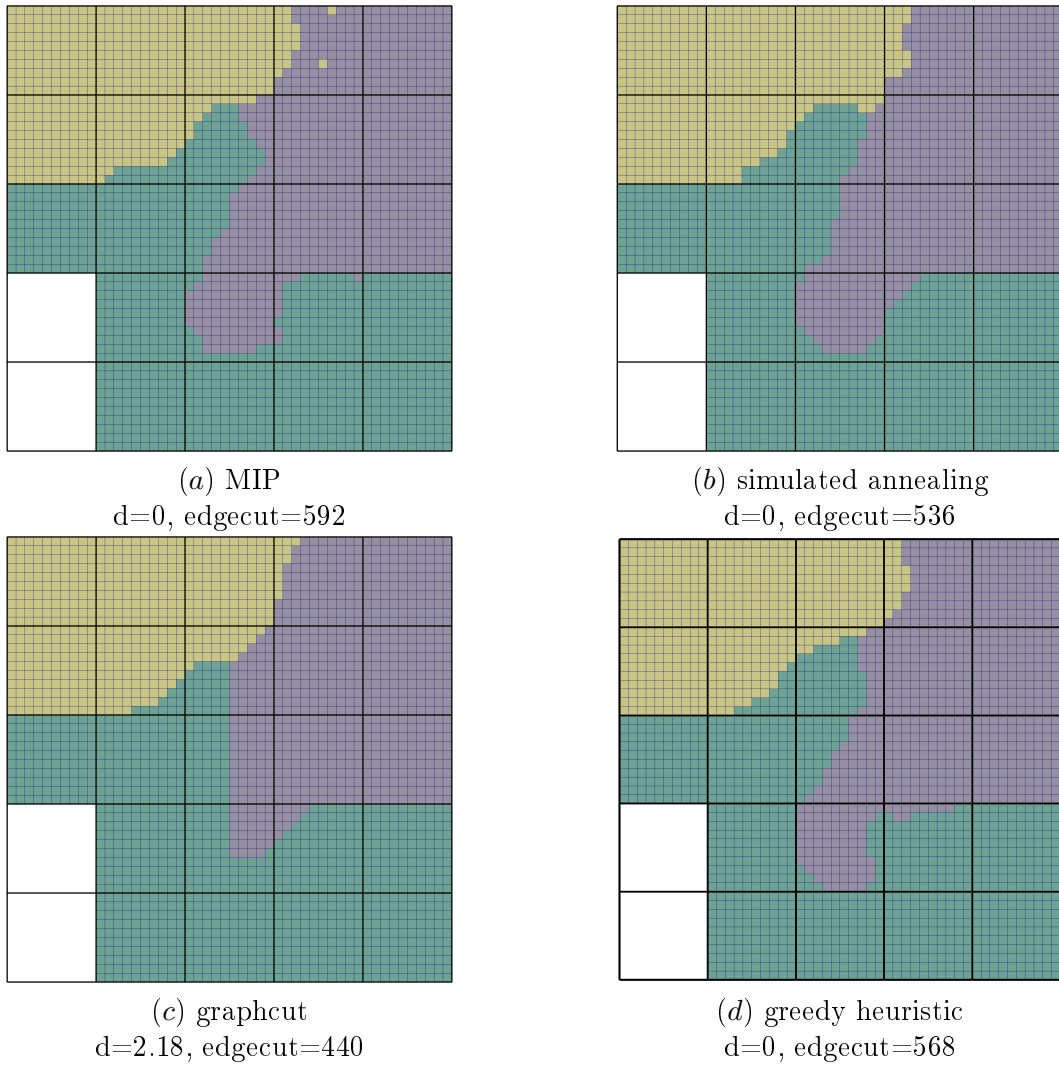 (a) MIP
d=0, edgecut=592
(b) simulated annealing
d=0, edgecut=536
(c) graphcut
d=2.18, edgecut=440
(d) greedy heuristic
d=0, edgecut=568